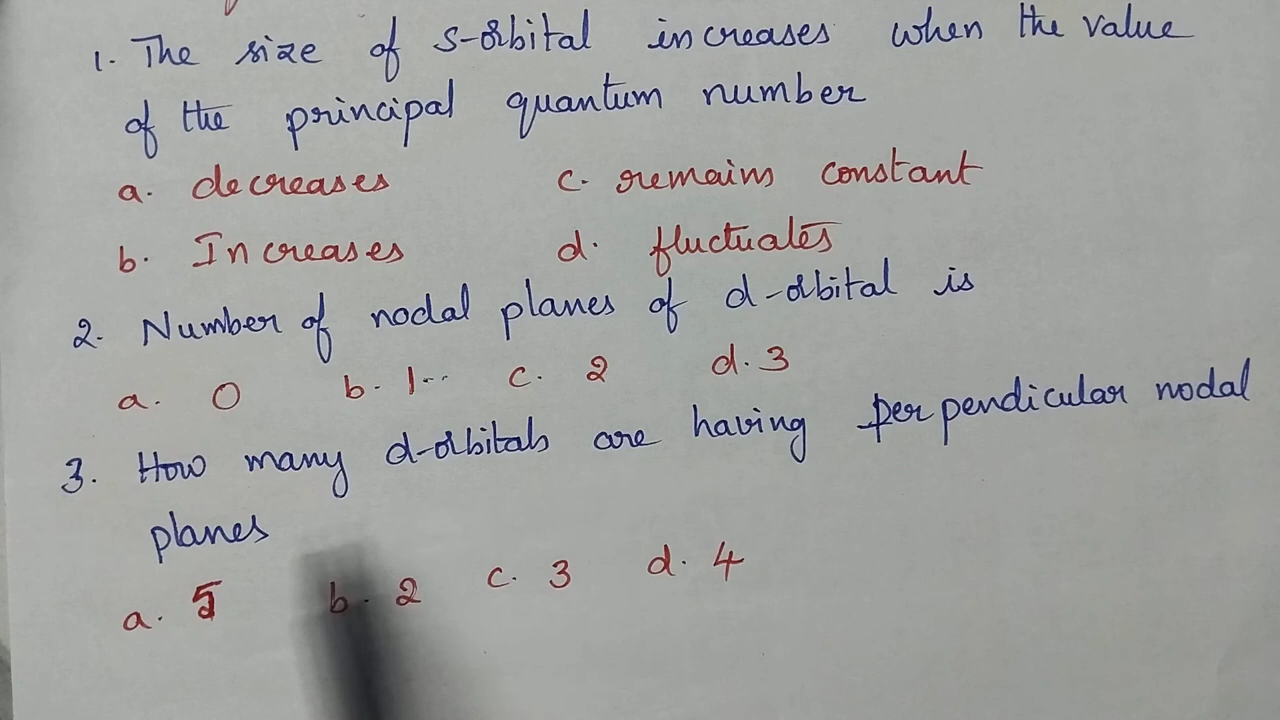 1. The size of s-orbital increases when the value
of the principal quantum number
a. decreases c. remains constant
b. Increases d. fluctuates
2. Number of nodal planes of d-orbital is
a. 0 b. 1.. c. 2 d. 3
3. How many d-orbitals are having perpendicular nodal
planes
a. 5 b. 2 c. 3 d. 4